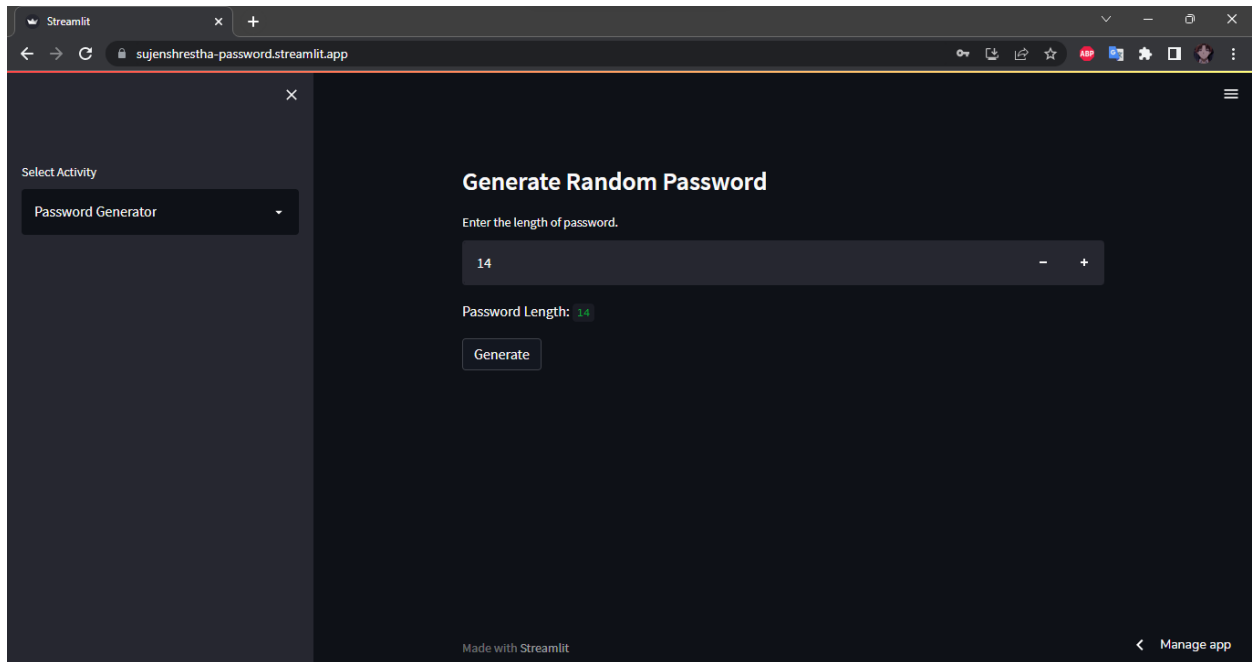 Streamlit
sujenshrestha-password.streamlit.app
ABP
Select Activity
Password Generator
Generate Random Password
Enter the length of password.
14
Password Length: 14
Generate
Made with Streamlit
Manage app